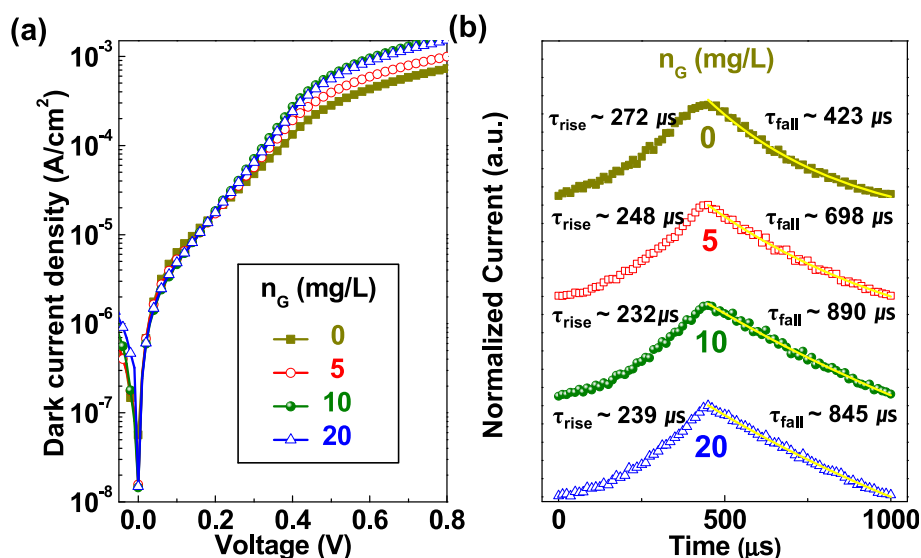 (a)
10⁻³
10⁻⁴
10⁻⁵
10⁻⁶
10⁻⁷
10⁻⁸
Dark current density (A/cm²)
n_G (mg/L)
0
5
10
20
0.0 0.2 0.4 0.6 0.8
Voltage (V)
(b)
Normalized Current (a.u.)
n_G (mg/L)
τ_rise ~ 272 μs
0
τ_fall ~ 423 μs
τ_rise ~ 248 μs
5
τ_fall ~ 698 μs
τ_rise ~ 232μs
10
τ_fall ~ 890 μs
τ_rise ~ 239 μs
20
τ_fall ~ 845 μs
0 500 1000
Time (μs)